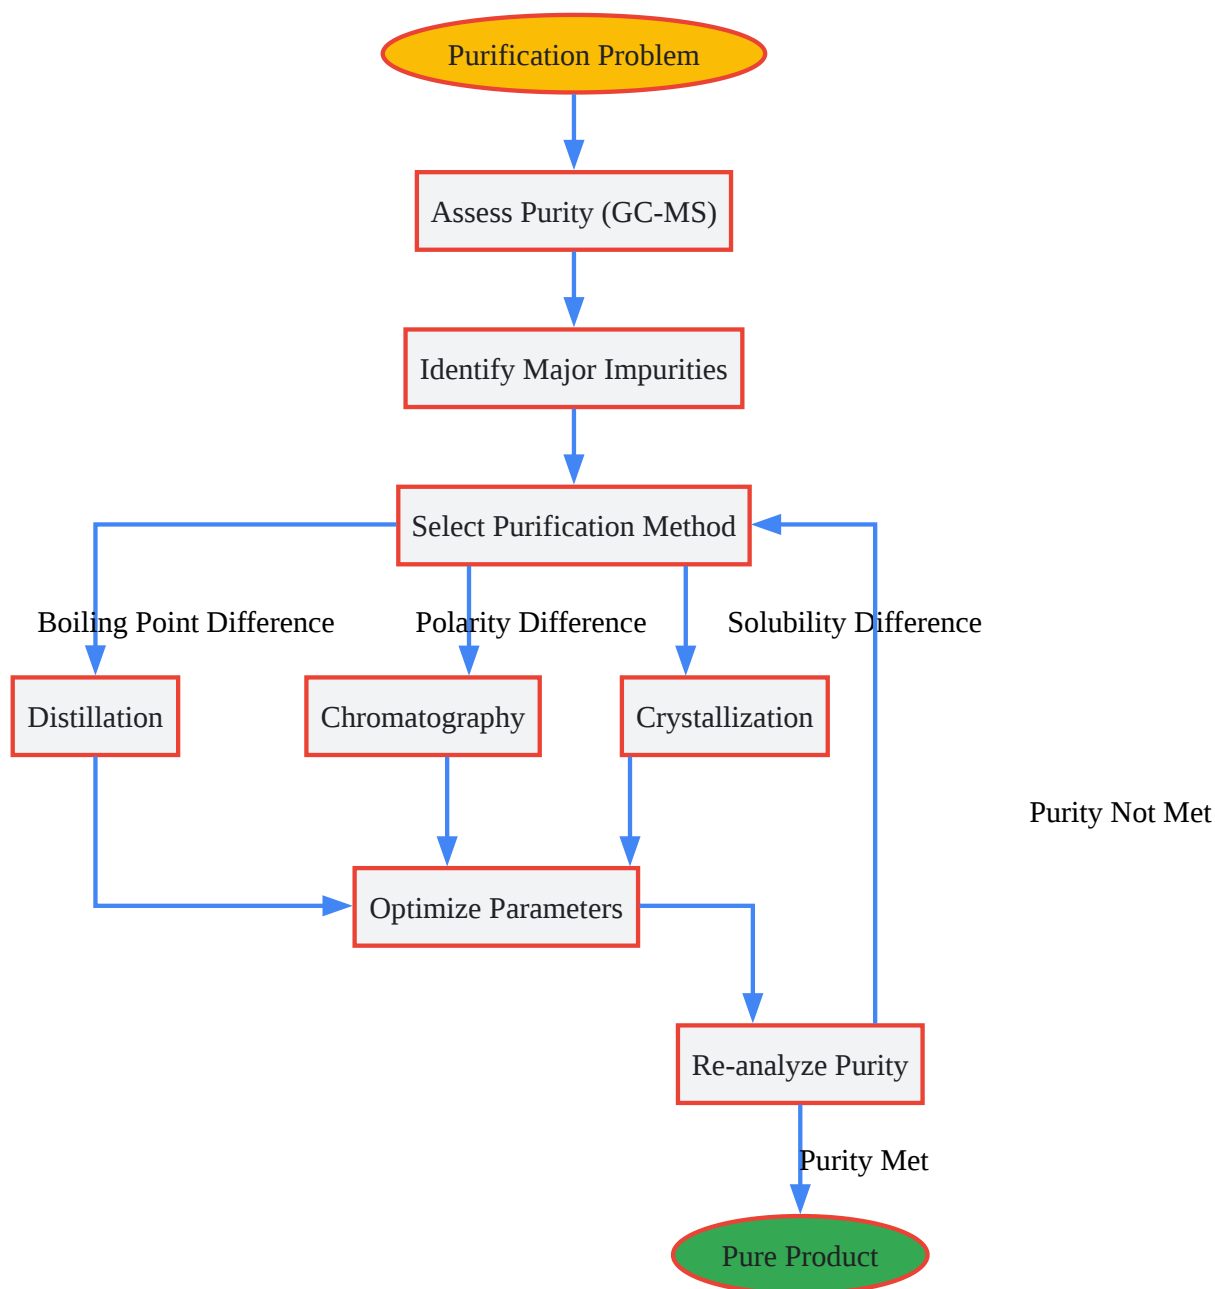 Purification Problem
Assess Purity (GC-MS)
Identify Major Impurities
Select Purification Method
Boiling Point Difference
Polarity Difference
Solubility Difference
Distillation
Chromatography
Crystallization
Purity Not Met
Optimize Parameters
Re-analyze Purity
Purity Met
Pure Product